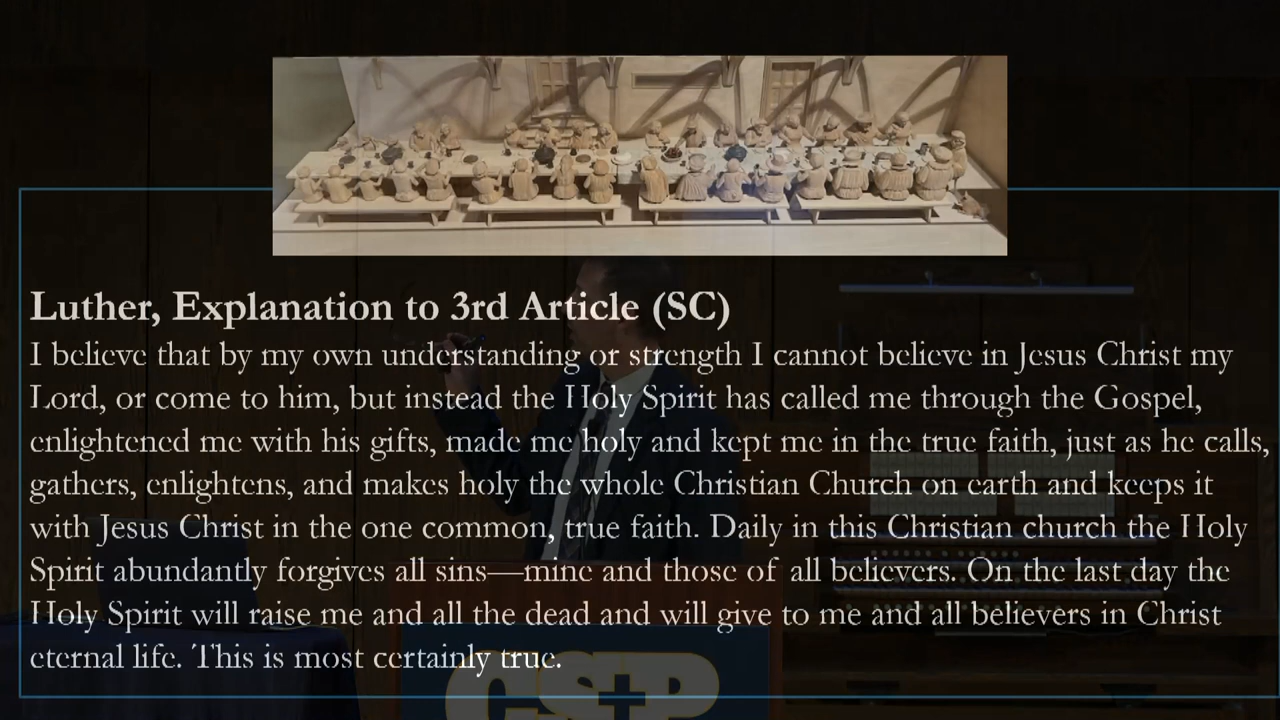 Luther, Explanation to 3rd Article (SC)
I believe that by my own understanding or strength I cannot believe in Jesus Christ my
Lord, or come to him, but instead the Holy Spirit has called me through the Gospel,
enlightened me with his gifts, made me holy and kept me in the true faith, just as he calls,
gathers, enlightens, and makes holy the whole Christian Church on earth and keeps it
with Jesus Christ in the one common, true faith. Daily in this Christian church the Holy
Spirit abundantly forgives all sins—mine and those of all believers. On the last day the
Holy Spirit will raise me and all the dead and will give to me and all believers in Christ
eternal life. This is most certainly true.
CSP